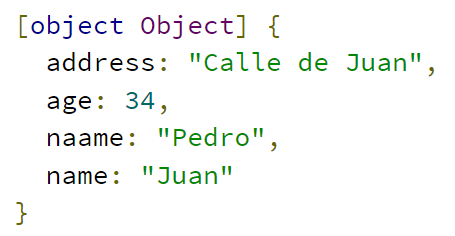 [object Object] {
address: "Calle de Juan",
age: 34,
naame: "Pedro",
name: "Juan"
}